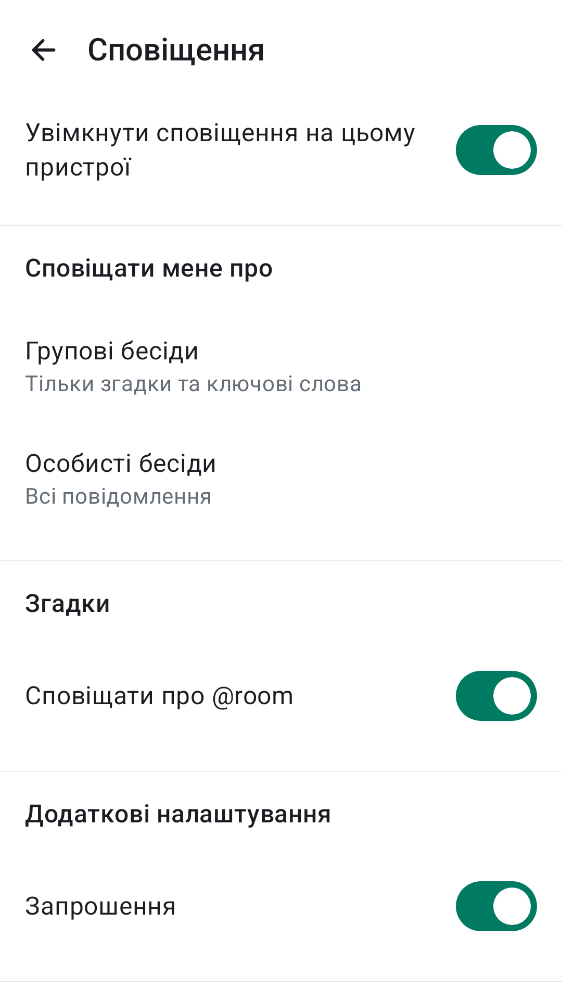 Сповіщення
Увімкнути сповіщення на цьому
пристрої
Сповіщати мене про
Групові бесіди
Тільки згадки та ключові слова
Особисті бесіди
Всі повідомлення
Згадки
Сповіщати про @room
Додаткові налаштування
Запрошення